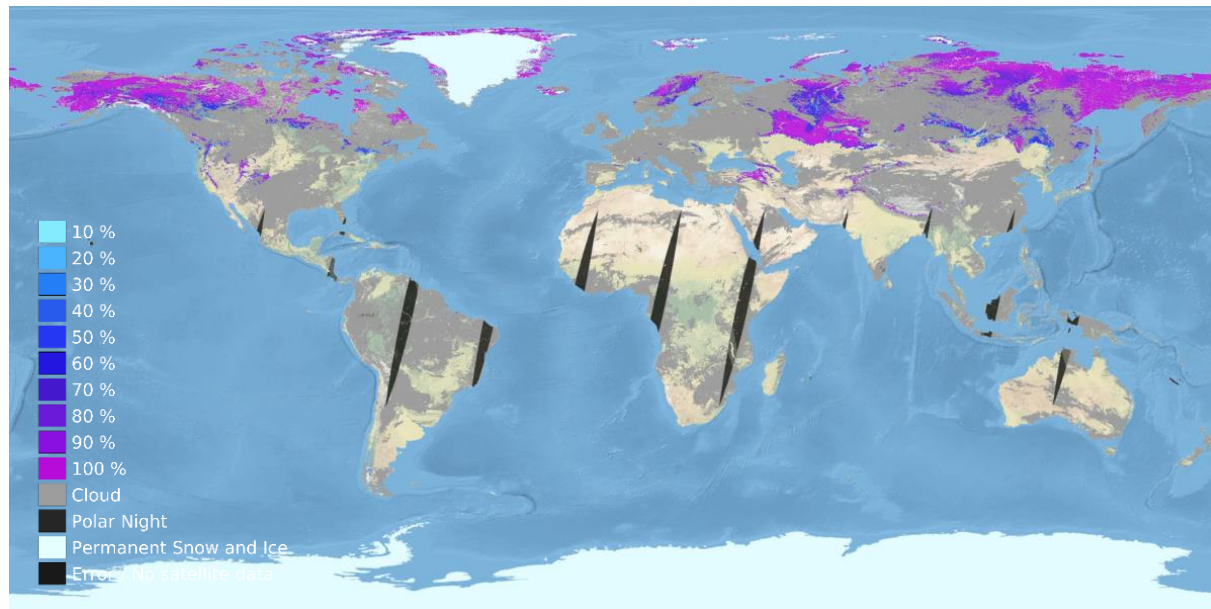 10 %
20 %
30 %
40 %
50 %
60 %
70 %
80 %
90 %
100 %
Cloud
Polar Night
Permanent Snow and Ice
Error / No satellite data